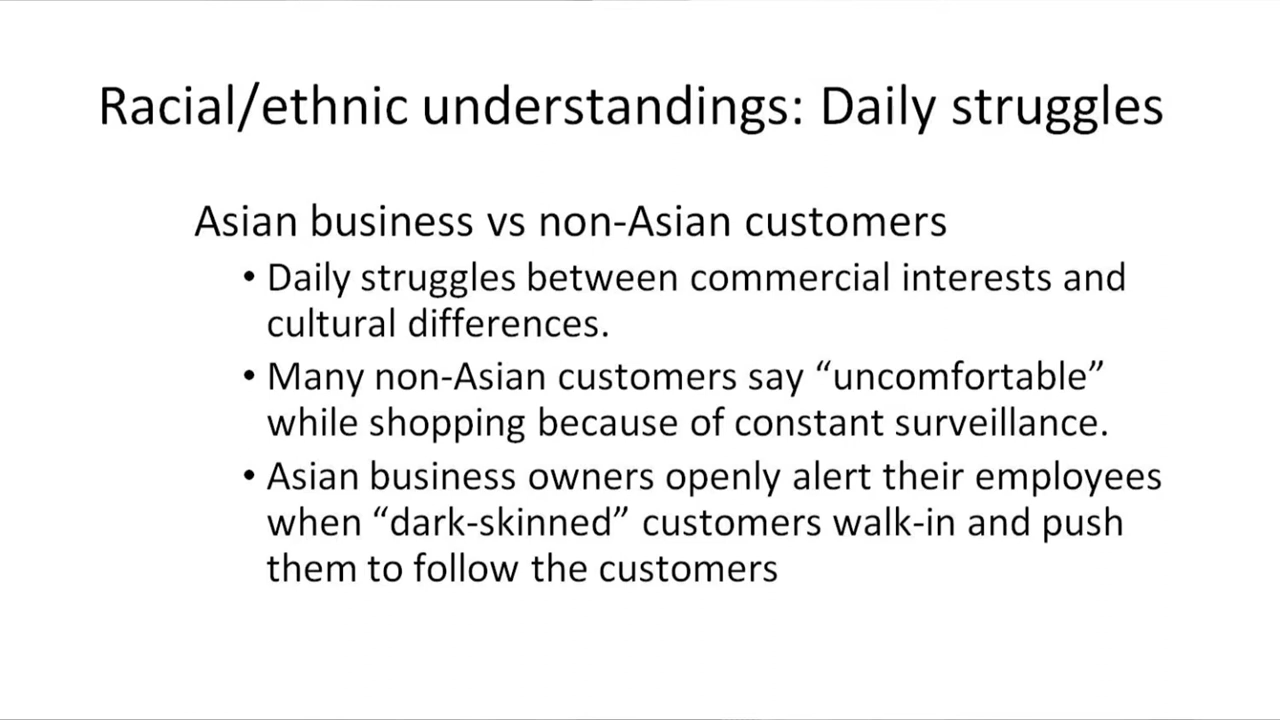 Racial/ethnic understandings: Daily struggles
Asian business vs non-Asian customers
• Daily struggles between commercial interests and
cultural differences.
• Many non-Asian customers say “uncomfortable”
while shopping because of constant surveillance.
• Asian business owners openly alert their employees
when “dark-skinned” customers walk-in and push
them to follow the customers